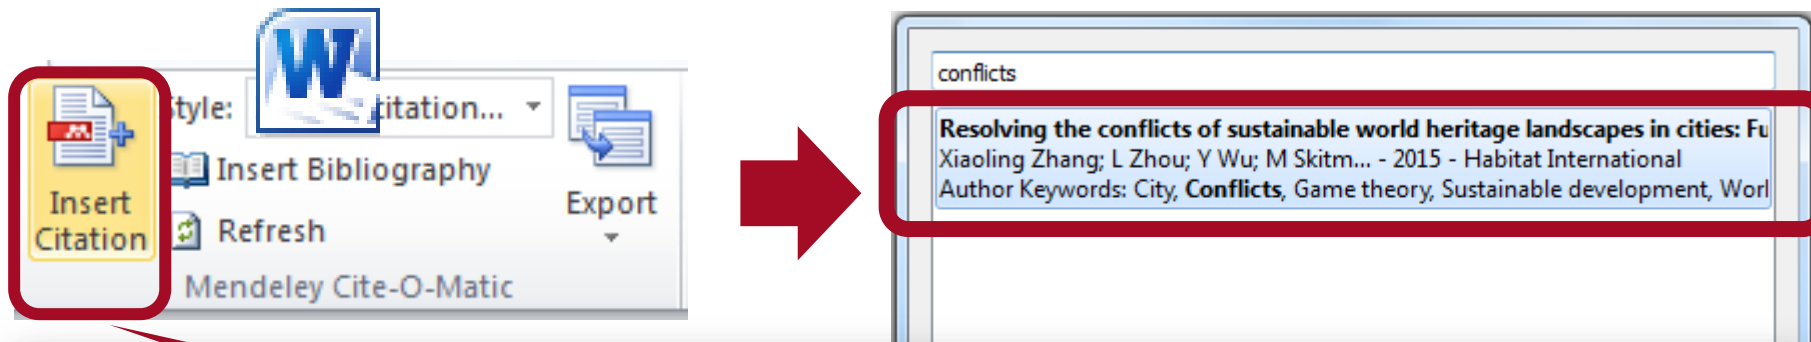 Style: citation...
Insert Bibliography
Insert
Citation
Refresh
Export
Mendeley Cite-O-Matic
conflicts
Resolving the conflicts of sustainable world heritage landscapes in cities: Fu
Xiaoling Zhang; L Zhou; Y Wu; M Skitm... - 2015 - Habitat International
Author Keywords: City, Conflicts, Game theory, Sustainable development, Worl